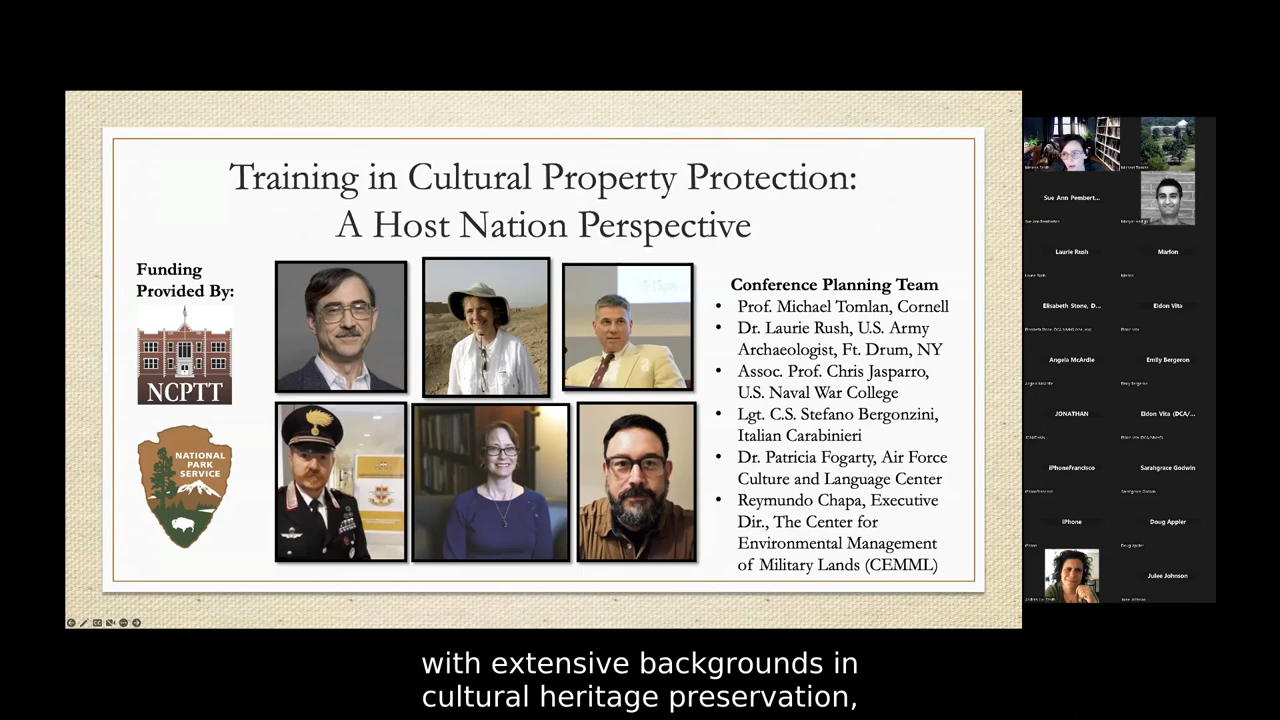 Training in Cultural Property Protection:
A Host Nation Perspective
Funding
Provided By:
NCPTT
NATIONAL
PARK
SERVICE
Conference Planning Team
• Prof. Michael Tomlan, Cornell
• Dr. Laurie Rush, U.S. Army
Archaeologist, Ft. Drum, NY
• Assoc. Prof. Chris Jasparro,
U.S. Naval War College
• Lgt. C.S. Stefano Bergonzini,
Italian Carabinieri
• Dr. Patricia Fogarty, Air Force
Culture and Language Center
• Reymundo Chapa, Executive
Dir., The Center for
Environmental Management
of Military Lands (CEMML)
Sue Ann Pembert...
Laurie Rush
Marlon
Elisabeth Stone, D...
Eldon Vita
Angela McArdle
Emily Bergeron
JONATHAN
Eldon Vita (DCA/...
iPhoneFrancisco
Sarahgrace Godwin
iPhone
Doug Appler
Julee Johnson
with extensive backgrounds in
cultural heritage preservation,